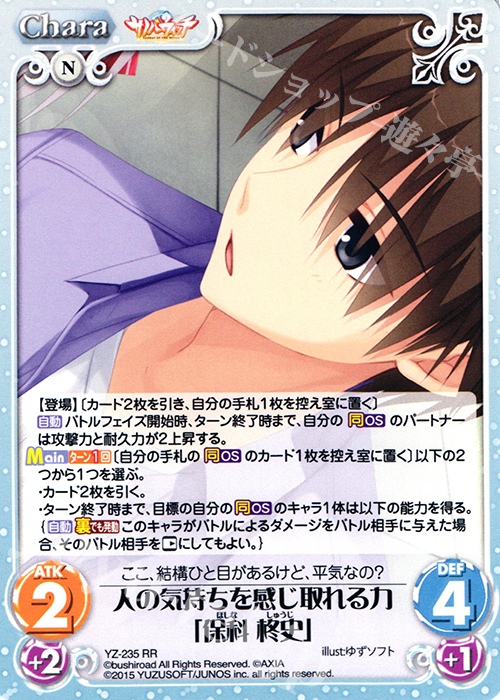 Chara
サノバウィッチ
N
ドショップ 遊々亭
【登場】〔カード2枚を引き、自分の手札1枚を控え室に置く〕
自動 バトルフェイズ開始時、ターン終了時まで、自分の 同OS のパートナー
は攻撃力と耐久力が2上昇する。
Main ターン1回 〔自分の手札の 同OS のカード1枚を控え室に置く〕以下の2
つから1つを選ぶ。
・カード2枚を引く。
・ターン終了時まで、目標の自分の 同OS のキャラ1体は以下の能力を得る。
{自動 裏でも発動 このキャラがバトルによるダメージをバトル相手に与えた場
合、そのバトル相手を にしてもよい。}
ATK
2
+2
ここ、結構ひと目があるけど、平気なの?
人の気持ちを感じ取れる力
ほしな しゅうじ
「保科 柊史」
DEF
4
+1
YZ-235 RR
illust:ゆずソフト
©bushiroad All Rights Reserved. ©AXIA
©2015 YUZUSOFT/JUNOS inc. All rights reserved.